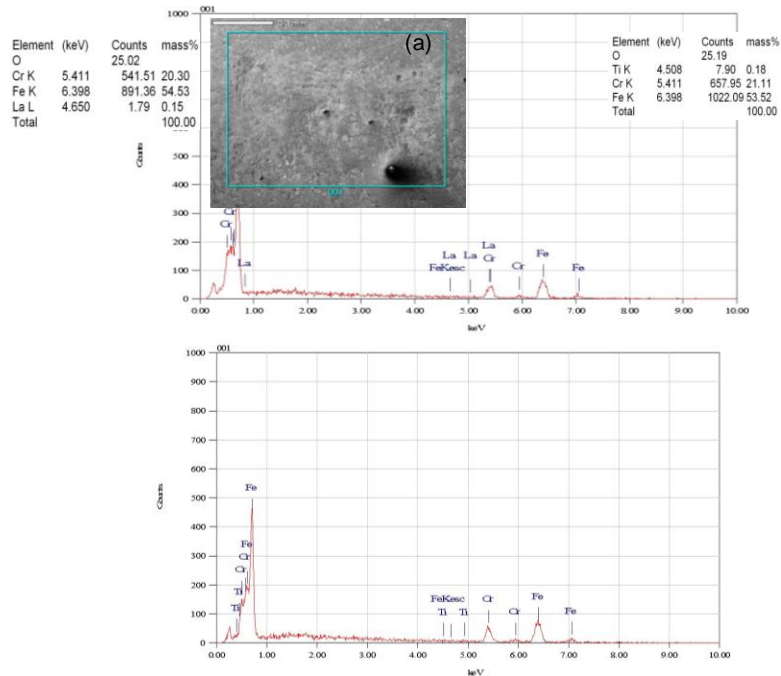 (a)
Element (keV) Counts mass%
O 25.02
Cr K 5.411 541.51 20.30
Fe K 6.398 891.36 54.53
La L 4.650 1.79 0.15
Total 100.00
Element (keV) Counts mass%
O 25.19
Ti K 4.508 7.90 0.18
Cr K 5.411 657.95 21.11
Fe K 6.398 1022.09 53.52
Total 100.00
001
1000
900
800
700
600
500
400
300
200
100
0
Counts
Cr
Cr
La
La
La
La
FeKesc
Cr
Cr
Fe
Fe
0.00 1.00 2.00 3.00 4.00 5.00 6.00 7.00 8.00 9.00 10.00
keV
001
1000
900
800
700
600
500
400
300
200
100
0
Counts
Fe
Fe
Cr
Cr
Ti
Ti
FeKesc
Ti
Ti
Cr
Cr
Fe
Fe
0.00 1.00 2.00 3.00 4.00 5.00 6.00 7.00 8.00 9.00 10.00
keV